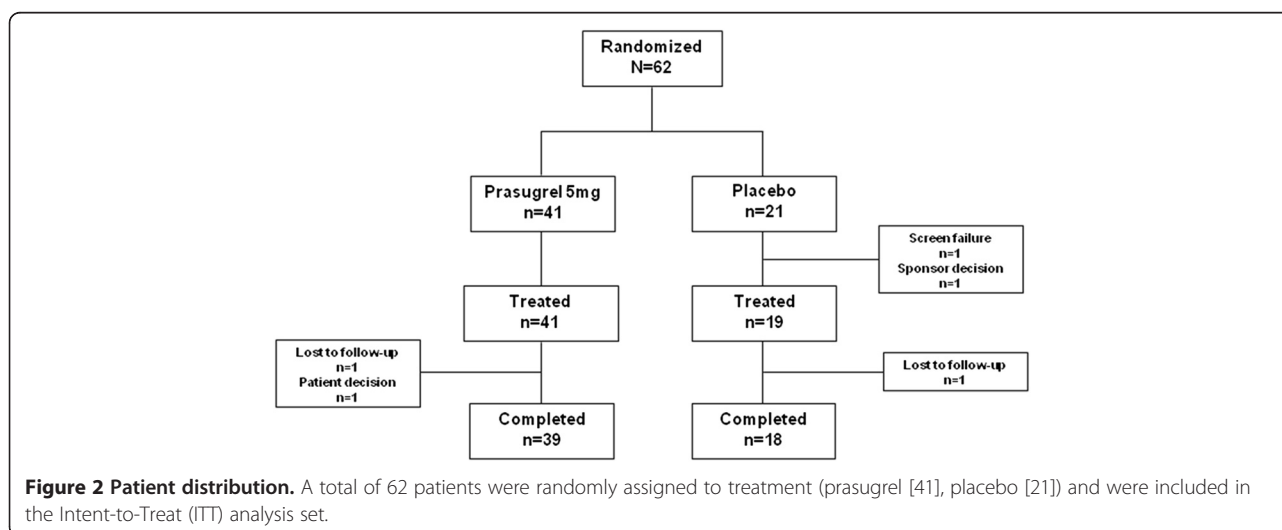 Randomized
N=62
Prasugrel 5mg
n=41
Placebo
n=21
Screen failure
n=1
Sponsor decision
n=1
Treated
n=41
Treated
n=19
Lost to follow-up
n=1
Patient decision
n=1
Lost to follow-up
n=1
Completed
n=39
Completed
n=18
Figure 2 Patient distribution. A total of 62 patients were randomly assigned to treatment (prasugrel [41], placebo [21]) and were included in
the Intent-to-Treat (ITT) analysis set.